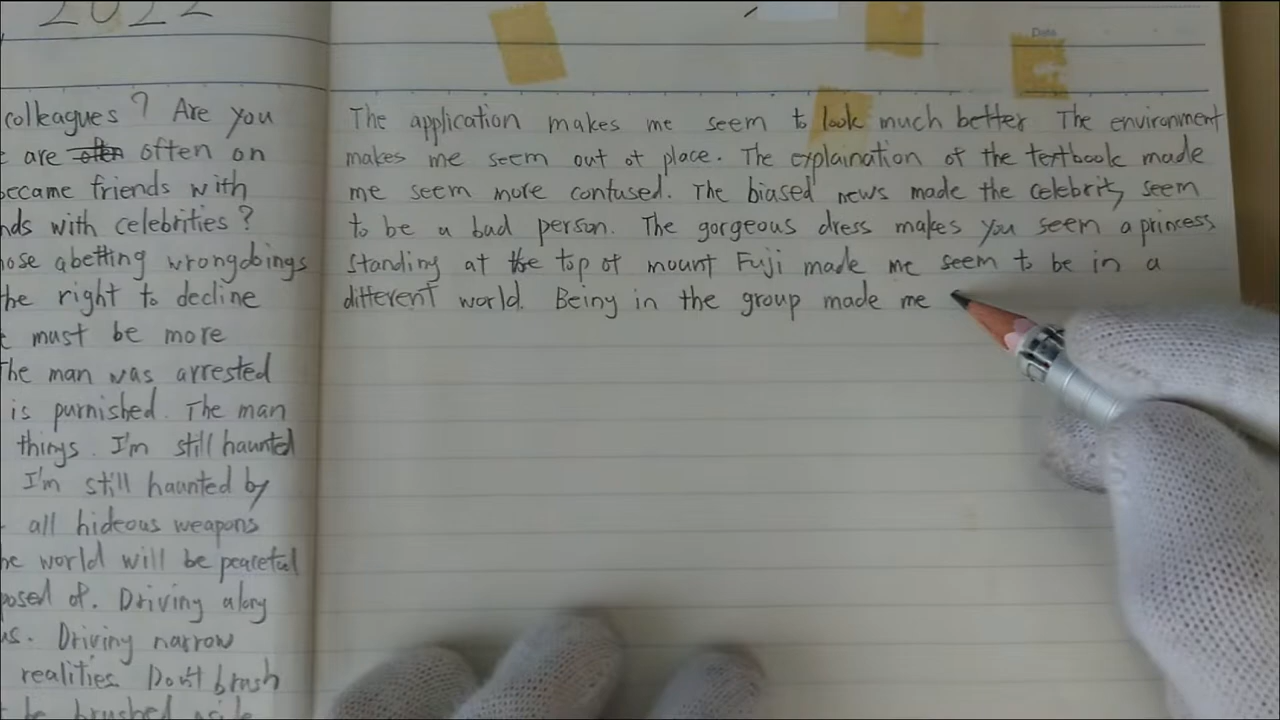 2022
colleagues? Are you
are often often on
became friends with
with celebrities?
abetting wrongdoings
the right to decline
must be more
The man was arrested
is purnished. The man
things. I'm still haunted
I'm still haunted by
all hideous weapons
world will be peaceful
of. Driving along
Driving narrow
realities. Don't brush
be brushed aside
Date
The application makes me seem to look much better. The environment
makes me seem out of place. The explaination of the textbook made
me seem more confused. The biased news made the celebrity seem
to be a bad person. The gorgeous dress makes you seem a princess
Standing at the top of mount Fuji made me seem to be in a
different world. Being in the group made me